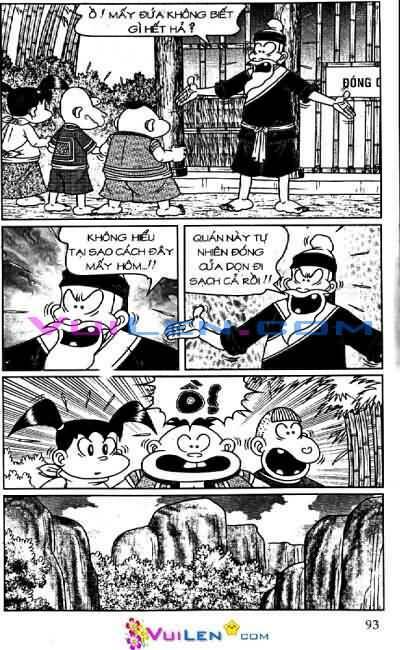 Ồ! MẤY ĐỨA KHÔNG BIẾT
GÌ HẾT HẢ?
ĐÓNG C
KHÔNG HIỂU
TẠI SAO CÁCH ĐÂY
MẤY HÔM...!!
QUÁN NÀY TỰ
NHIÊN ĐÓNG
CỬA DỌN ĐI
SẠCH CẢ RỒI!!
VUILEN.COM
Ồ!
93
VUILEN.COM